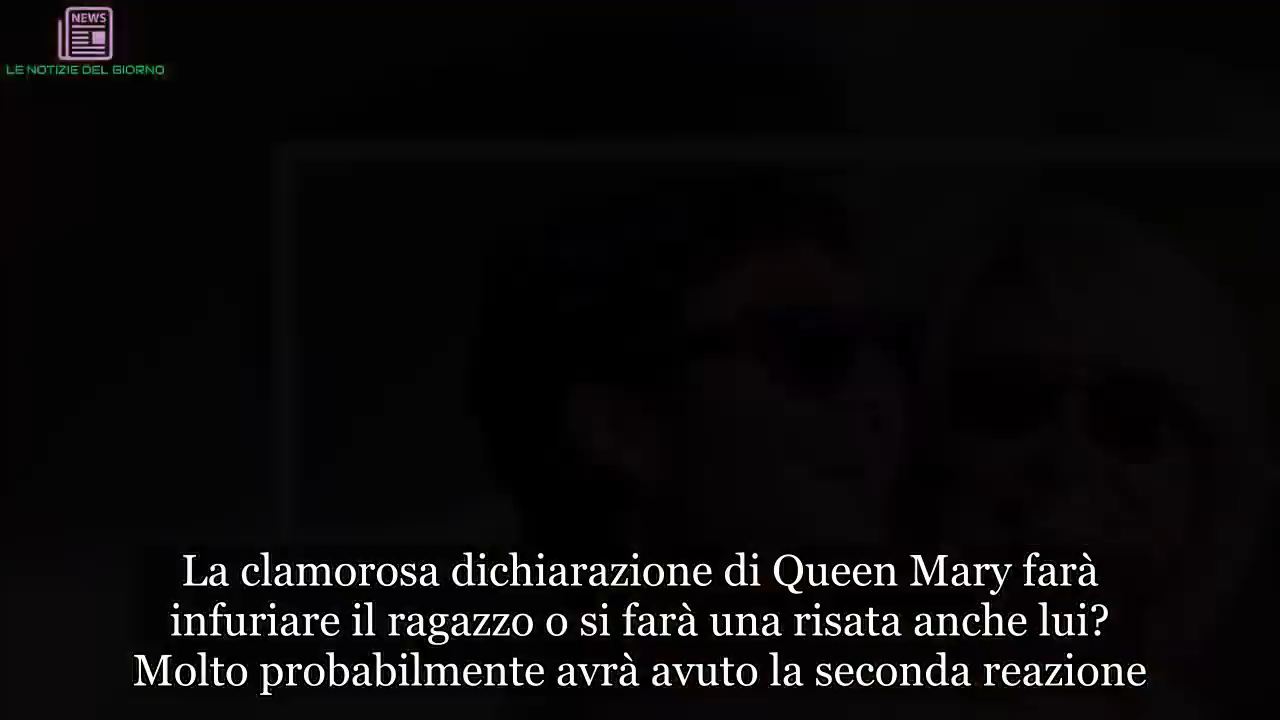 NEWS
LE NOTIZIE DEL GIORNO
La clamorosa dichiarazione di Queen Mary farà
infuriare il ragazzo o si farà una risata anche lui?
Molto probabilmente avrà avuto la seconda reazione